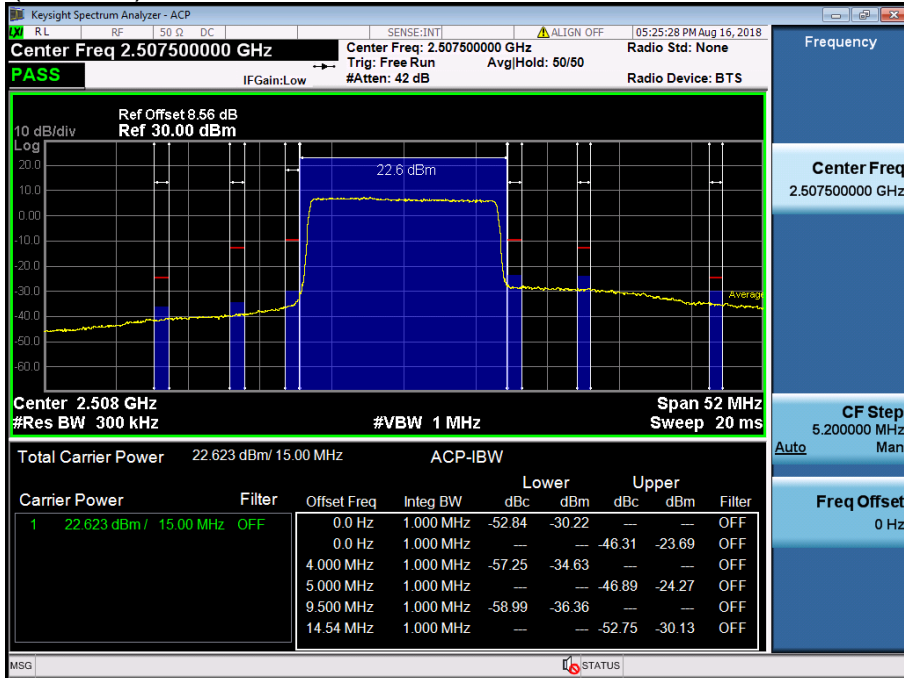 Keysight Spectrum Analyzer - ACP
LXI RL RF 50 Ω DC SENSE:INT ALIGN OFF 05:25:28 PM Aug 16, 2018
Center Freq 2.507500000 GHz
Center Freq: 2.507500000 GHz
Radio Std: None
Trig: Free Run
Avg|Hold: 50/50
PASS
IFGain:Low
#Atten: 42 dB
Radio Device: BTS
Ref Offset 8.56 dB
10 dB/div Ref 30.00 dBm
Log
20.0
22.6 dBm
10.0
0.00
-10.0
-20.0
-30.0
Average
-40.0
-50.0
-60.0
Center 2.508 GHz
Span 52 MHz
#Res BW 300 kHz
#VBW 1 MHz
Sweep 20 ms
Total Carrier Power 22.623 dBm/ 15.00 MHz
ACP-IBW
Lower Upper
Carrier Power Filter
Offset Freq Integ BW dBc dBm dBc dBm Filter
1 22.623 dBm / 15.00 MHz OFF
0.0 Hz 1.000 MHz -52.84 -30.22 --- --- OFF
0.0 Hz 1.000 MHz --- --- -46.31 -23.69 OFF
4.000 MHz 1.000 MHz -57.25 -34.63 --- --- OFF
5.000 MHz 1.000 MHz --- --- -46.89 -24.27 OFF
9.500 MHz 1.000 MHz -58.99 -36.36 --- --- OFF
14.54 MHz 1.000 MHz --- --- -52.75 -30.13 OFF
MSG
STATUS
Frequency
Center Freq
2.507500000 GHz
CF Step
5.200000 MHz
Auto Man
Freq Offset
0 Hz